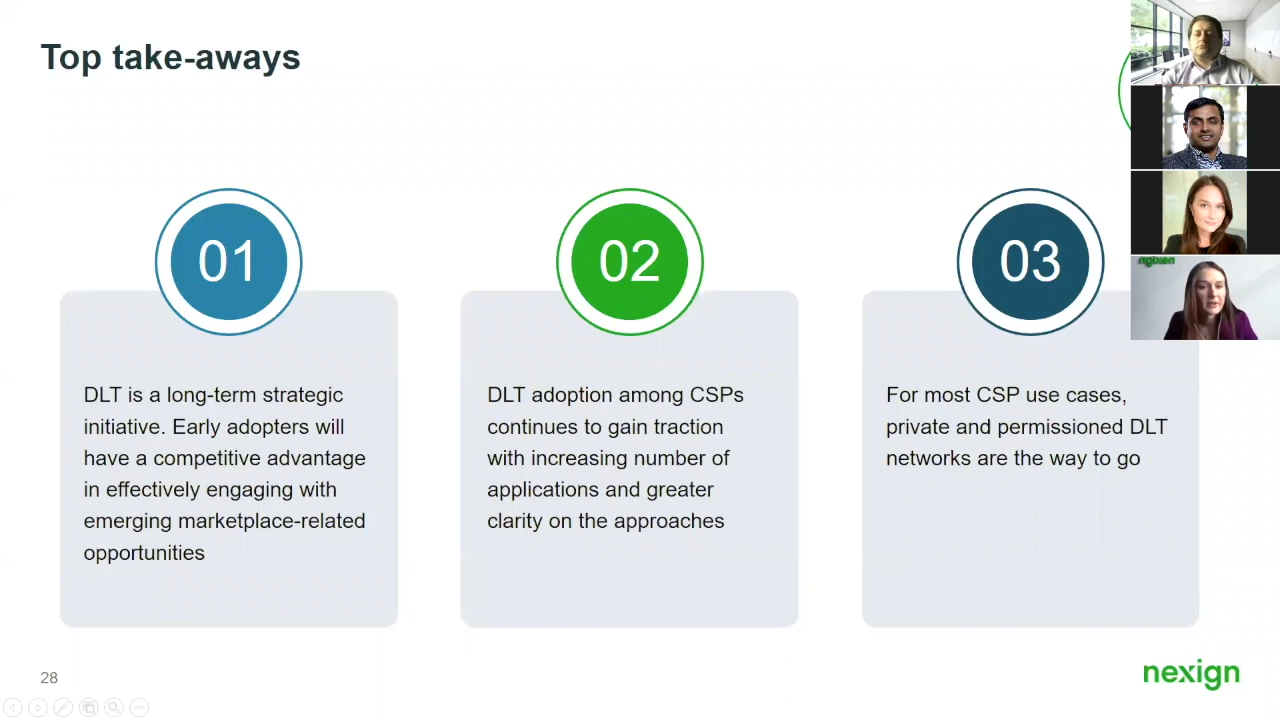 Top take-aways
01
DLT is a long-term strategic
initiative. Early adopters will
have a competitive advantage
in effectively engaging with
emerging marketplace-related
opportunities
02
DLT adoption among CSPs
continues to gain traction
with increasing number of
applications and greater
clarity on the approaches
03
For most CSP use cases,
private and permissioned DLT
networks are the way to go
nexign
28
nexign